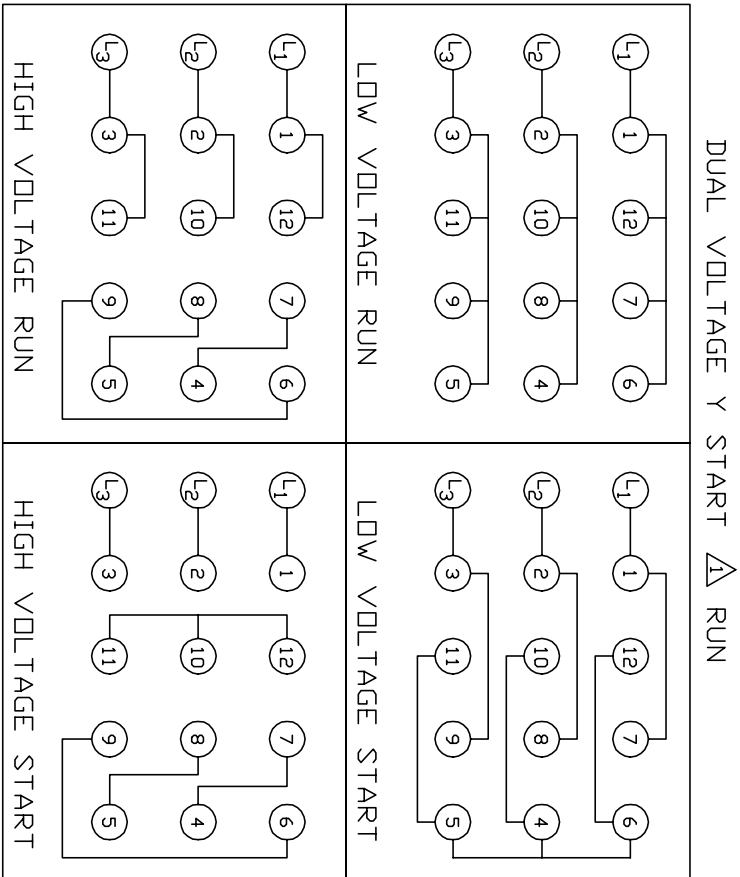 DUAL VOLTAGE Y START 1 RUN
L1 1 12 7 6
L2 2 10 8 4
L3 3 11 9 5
LOW VOLTAGE RUN
L1 1 12 7 6
L2 2 10 8 4
L3 3 11 9 5
LOW VOLTAGE START
L1 1 12 7 6
L2 2 10 8 4
L3 3 11 9 5
HIGH VOLTAGE RUN
L1 1 12 7 6
L2 2 10 8 4
L3 3 11 9 5
HIGH VOLTAGE START